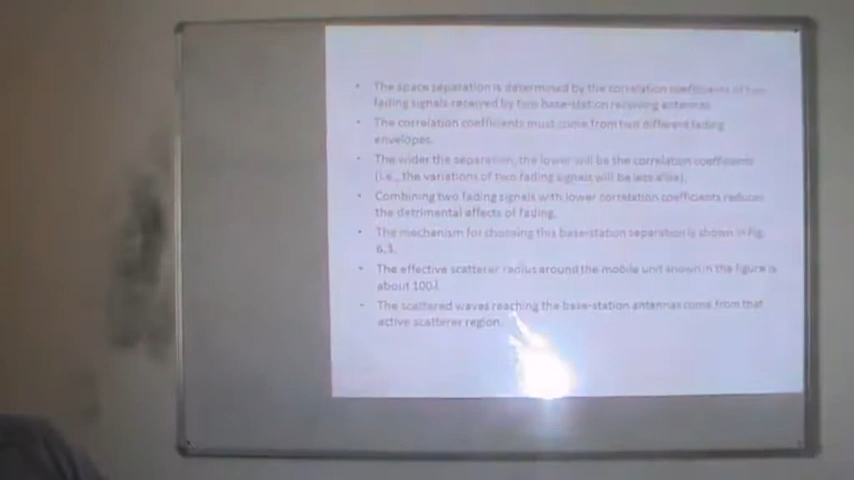 • The space separation is determined by the correlation coefficients of two
fading signals received by two base-station receiving antennas
• The correlation coefficients must come from two different fading
envelopes.
• The wider the separation, the lower will be the correlation coefficients
(i.e., the variations of two fading signals will be less alike).
• Combining two fading signals with lower correlation coefficients reduces
the detrimental affects of fading.
• The mechanism for choosing this base-station separation is shown in Fig.
6.3.
• The effective scatterer radius around the mobile unit shown in the figure is
about 100
• The scattered waves reaching the base-station antennas come from that
active scatterer region.